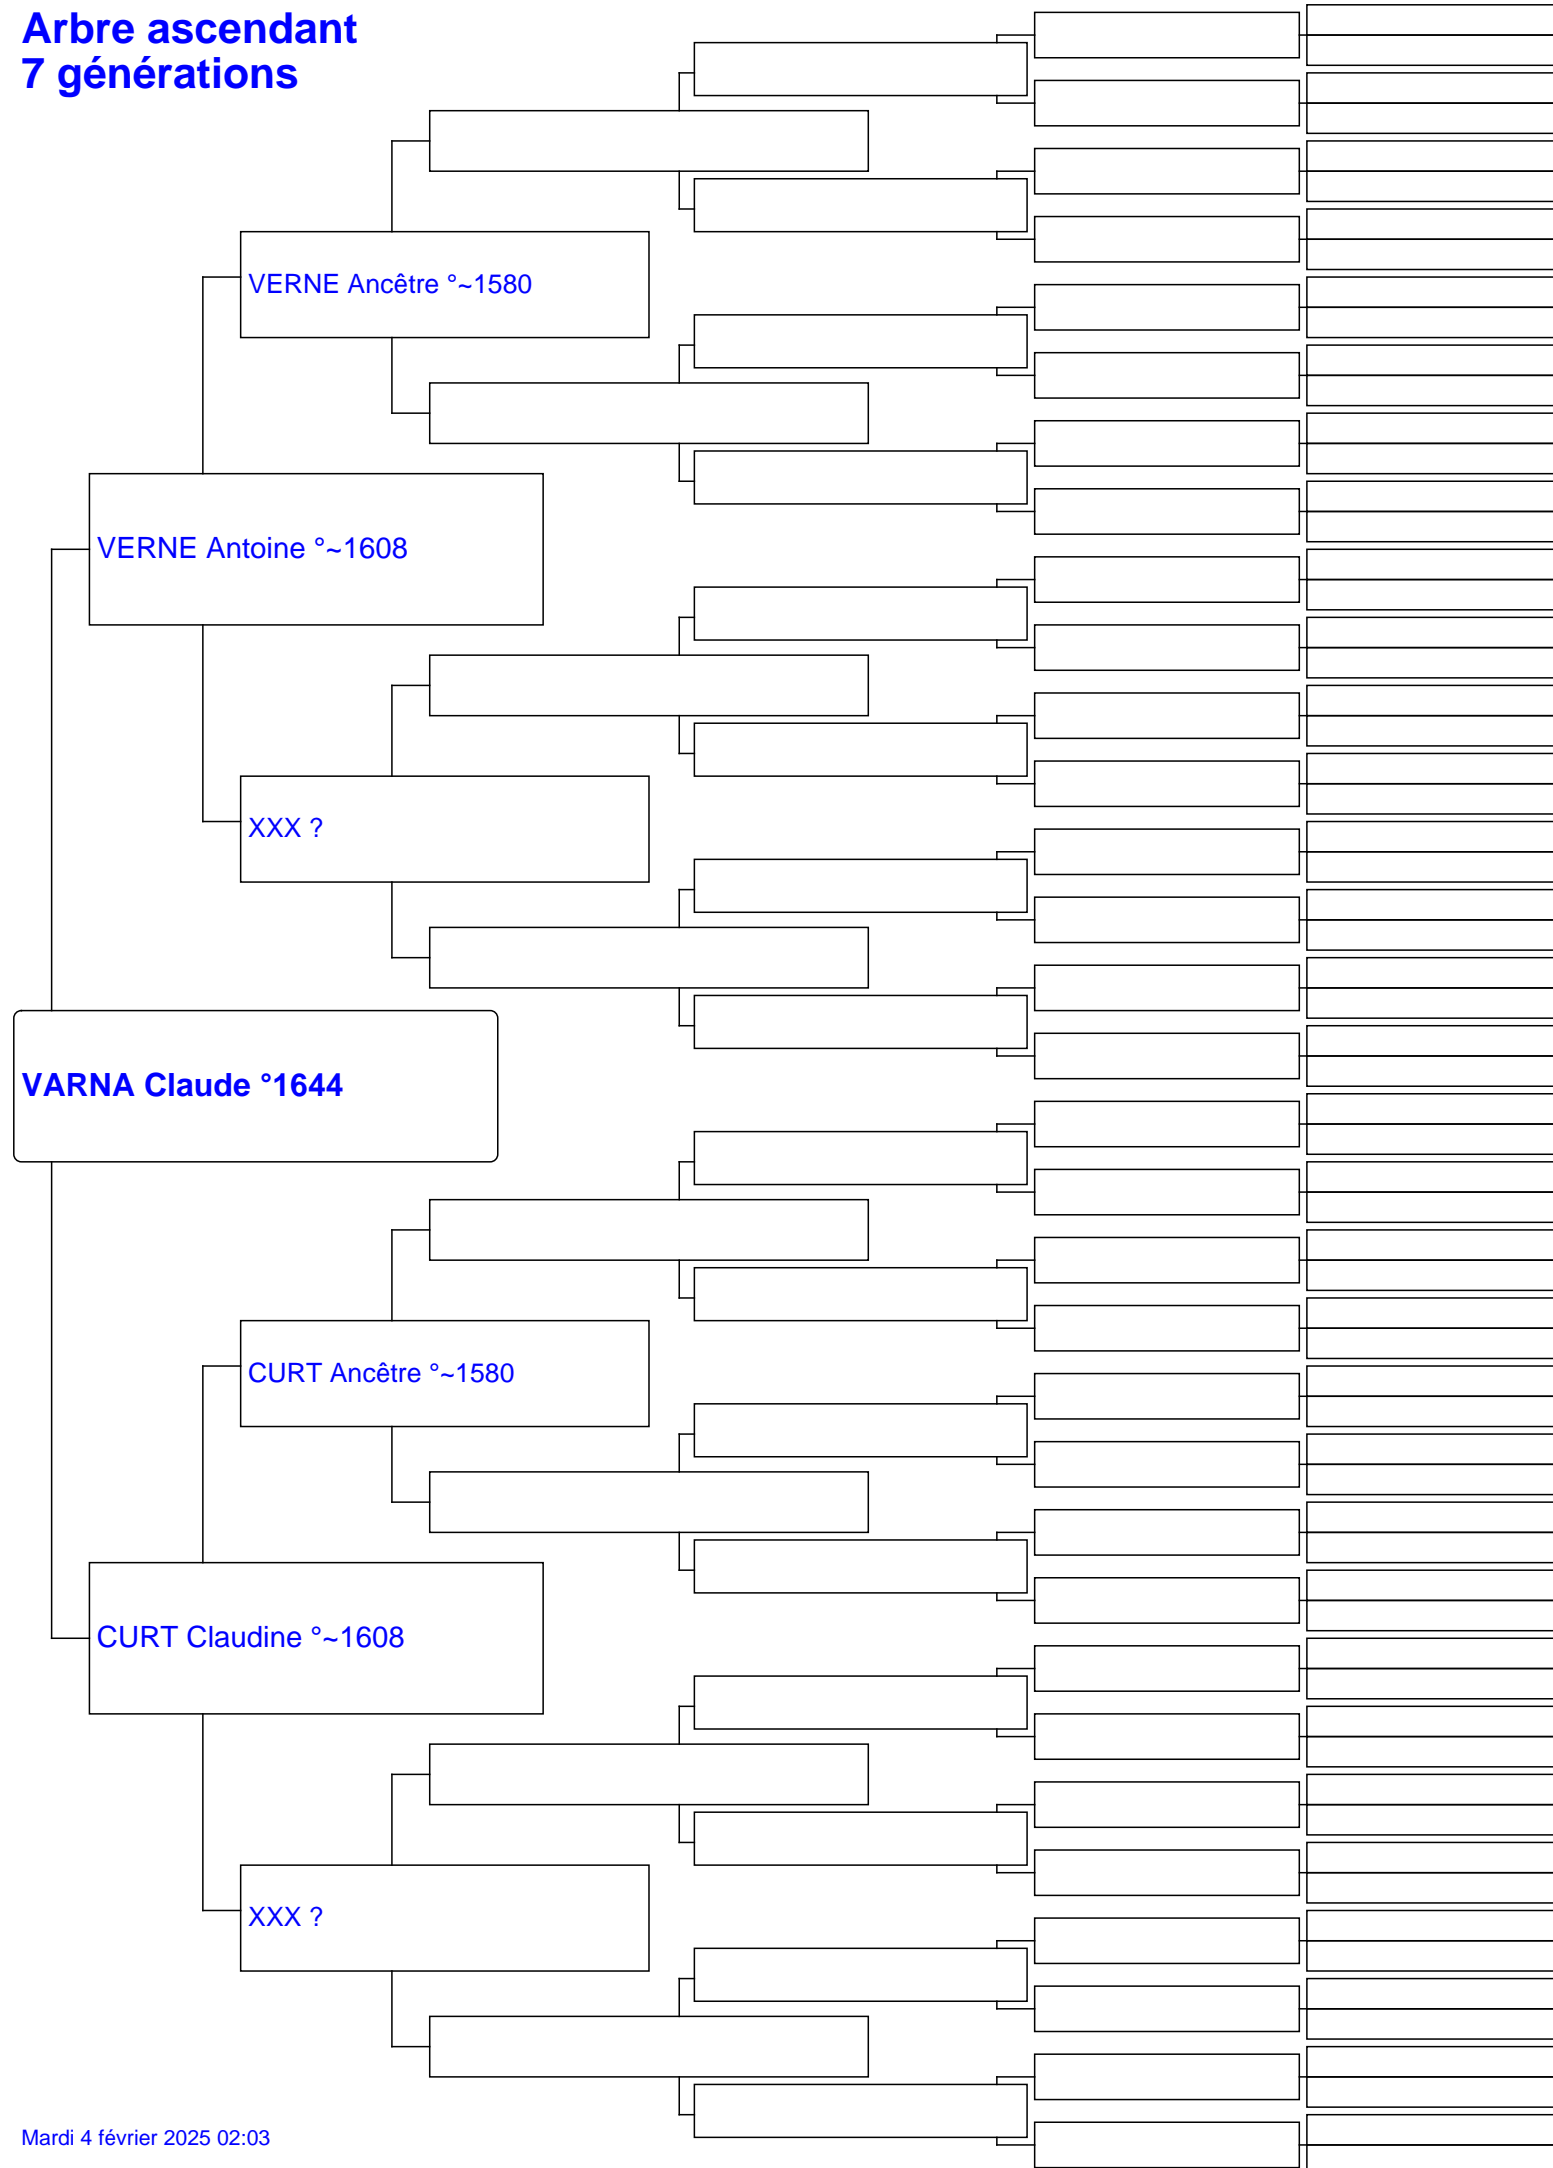 Arbre ascendant
7 générations
VERNE Ancêtre °~1580
VERNE Antoine °~1608
XXX ?
VARNA Claude °1644
CURT Ancêtre °~1580
CURT Claudine °~1608
XXX ?
Mardi 4 février 2025 02:03